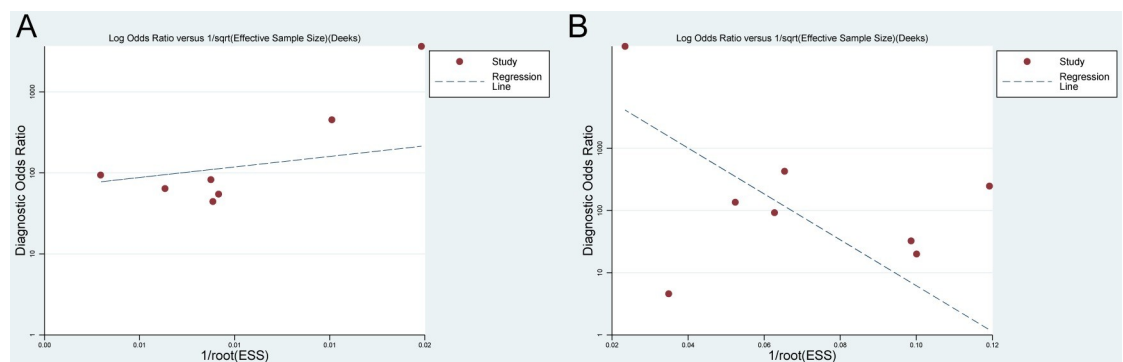 A
Log Odds Ratio versus 1/sqrt(Effective Sample Size)(Deeks)
Study
Regression
Line
Diagnostic Odds Ratio
1000
100
10
1
0.00
0.01
0.01
0.01
0.02
1/root(ESS)
B
Log Odds Ratio versus 1/sqrt(Effective Sample Size)(Deeks)
Study
Regression
Line
Diagnostic Odds Ratio
1000
100
10
1
0.02
0.04
0.06
0.08
0.10
0.12
1/root(ESS)